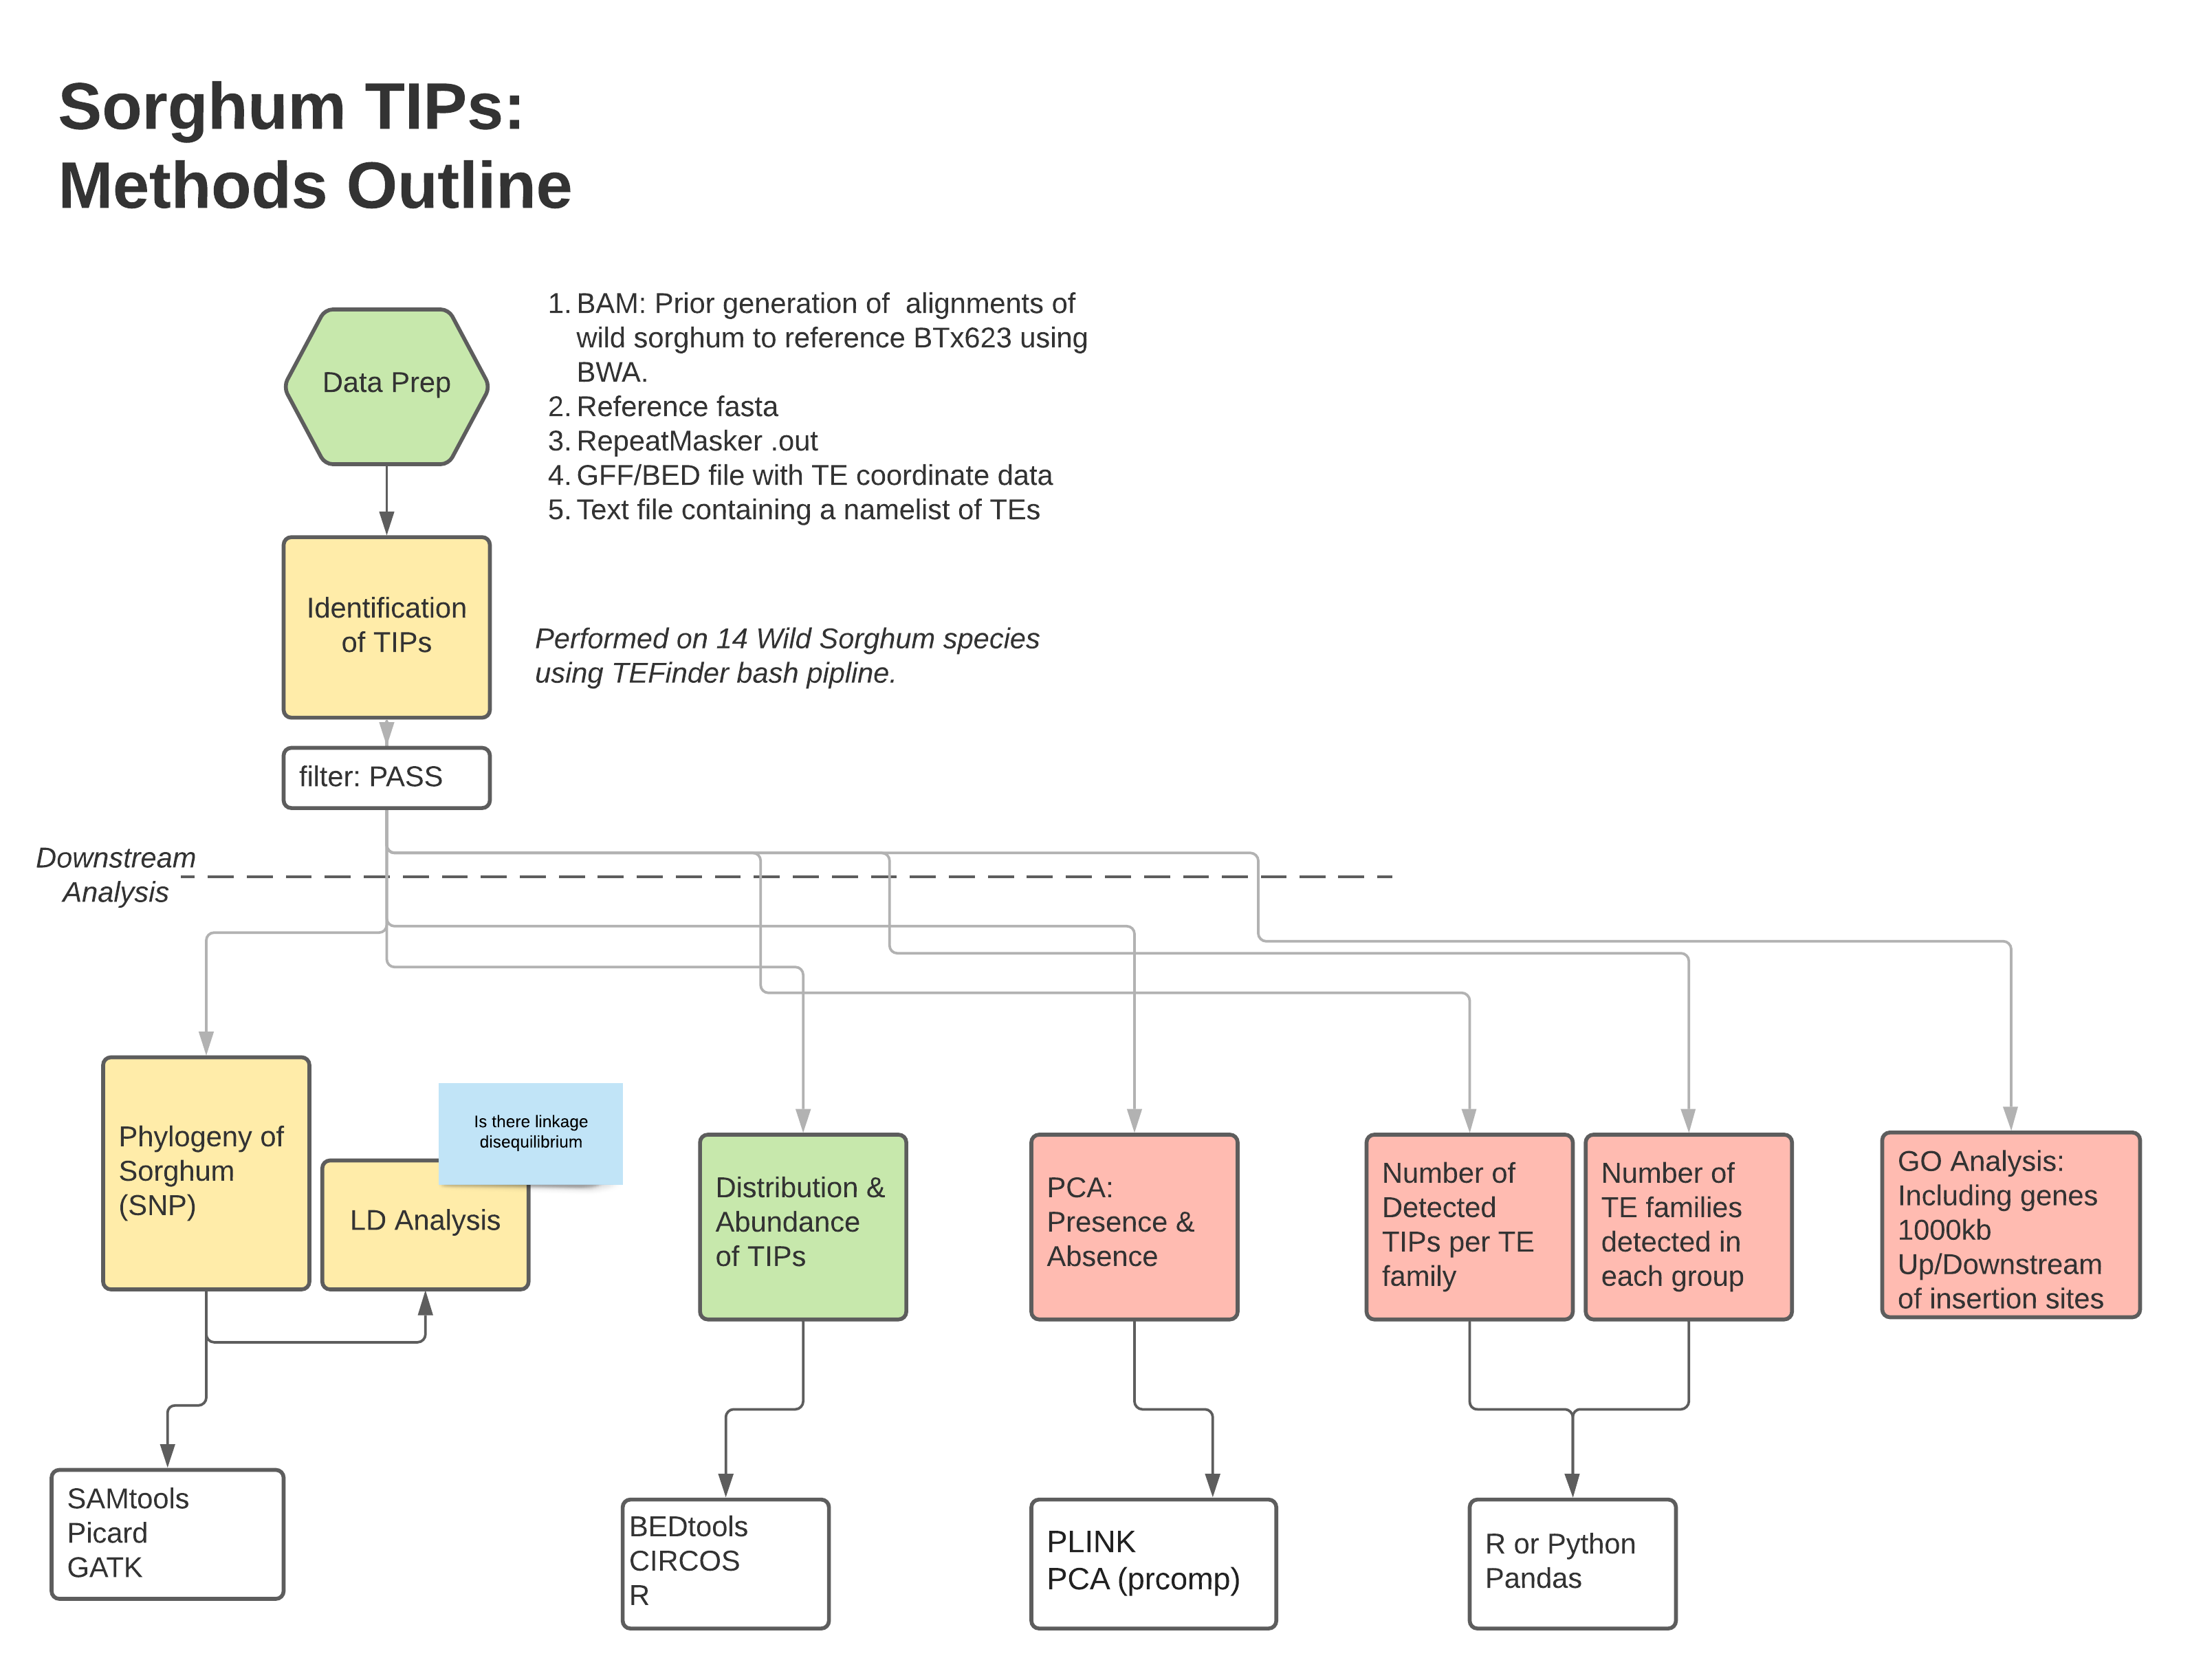 Sorghum TIPs:
Methods Outline
Data Prep
1. BAM: Prior generation of  alignments of
wild sorghum to reference BTx623 using
BWA.
2. Reference fasta
3. RepeatMasker .out
4. GFF/BED file with TE coordinate data
5. Text file containing a namelist of TEs
Identification
of TIPs
Performed on 14 Wild Sorghum species
using TEFinder bash pipline.
filter: PASS
Downstream
Analysis
Phylogeny of
Sorghum
(SNP)
Is there linkage
disequilibrium
LD Analysis
Distribution &
Abundance
of TIPs
PCA:
Presence &
Absence
Number of
Detected
TIPs per TE
family
Number of
TE families
detected in
each group
GO Analysis:
Including genes
1000kb
Up/Downstream
of insertion sites
SAMtools
Picard
GATK
BEDtools
CIRCOS
R
PLINK
PCA (prcomp)
R or Python
Pandas